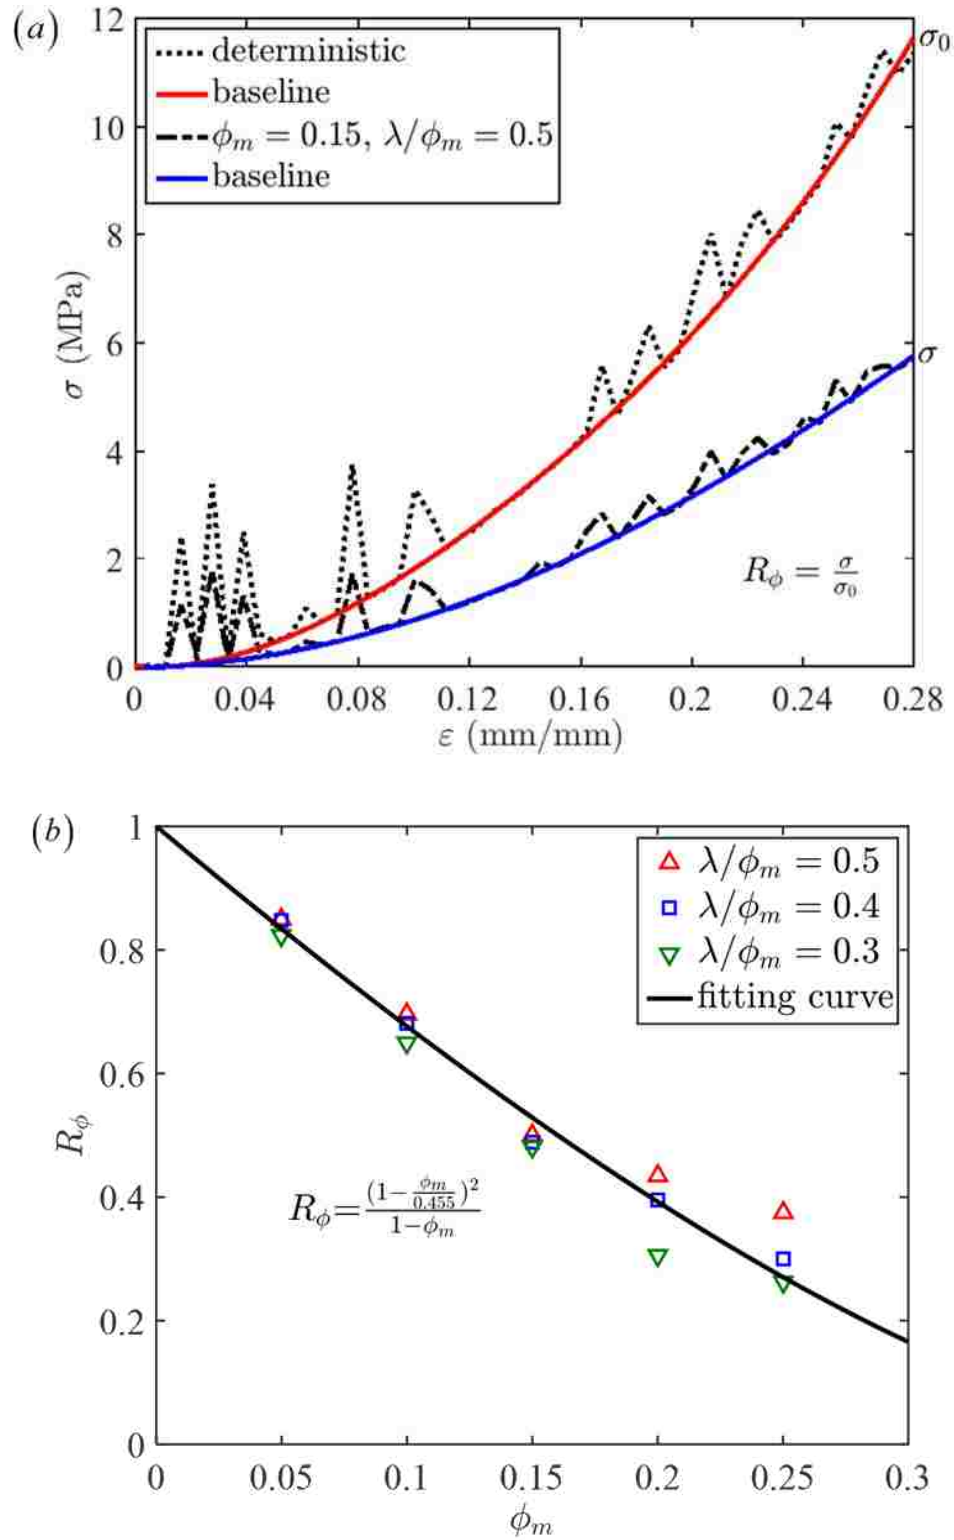 (a)
12
10
8
6
4
2
0
σ (MPa)
deterministic
baseline
ϕₘ = 0.15, λ/ϕₘ = 0.5
baseline
σ₀
σ
R_ϕ = σ/σ₀
0 0.04 0.08 0.12 0.16 0.2 0.24 0.28
ε (mm/mm)
(b)
1
0.8
0.6
0.4
0.2
0
R_ϕ
λ/ϕₘ = 0.5
λ/ϕₘ = 0.4
λ/ϕₘ = 0.3
fitting curve
R_ϕ=(1−ϕₘ/0.455)²/1−ϕₘ
0 0.05 0.1 0.15 0.2 0.25 0.3
ϕₘ